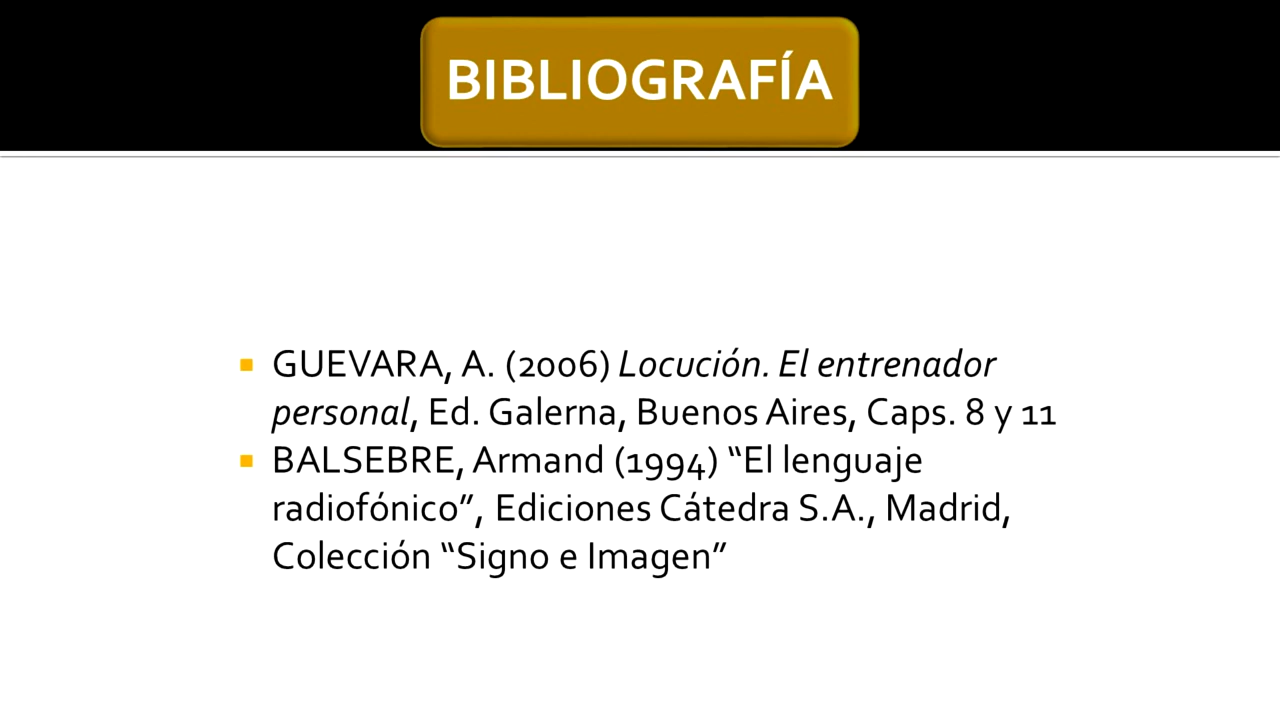 BIBLIOGRAFÍA
GUEVARA, A. (2006) Locución. El entrenador
personal, Ed. Galerna, Buenos Aires, Caps. 8 y 11
BALSEBRE, Armand (1994) “El lenguaje
radiofónico”, Ediciones Cátedra S.A., Madrid,
Colección “Signo e Imagen”